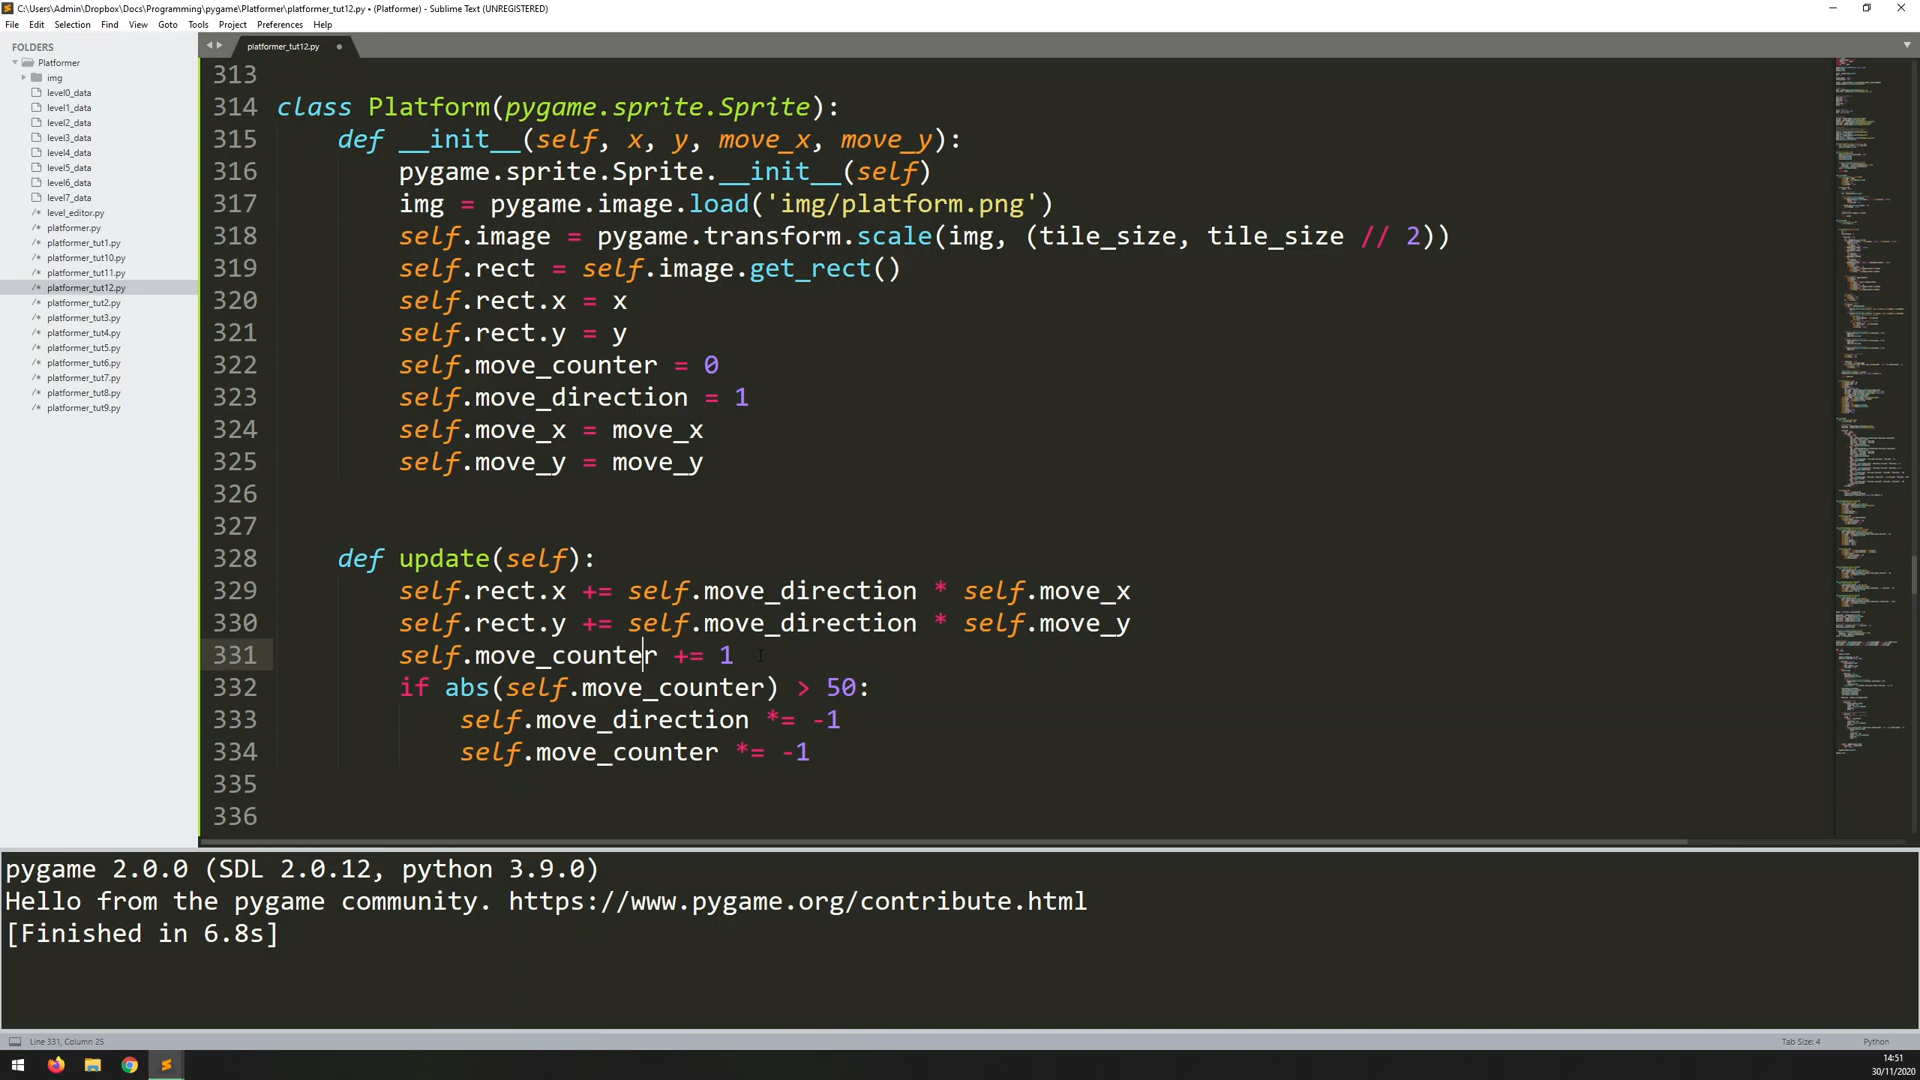 C:\Users\Admin\Dropbox\Docs\Programming\pygame\Platformer\platformer_tut12.py • (Platformer) - Sublime Text (UNREGISTERED)
File Edit Selection Find View Goto Tools Project Preferences Help
FOLDERS
Platformer
img
level0_data
level1_data
level2_data
level3_data
level4_data
level5_data
level6_data
level7_data
level_editor.py
platformer.py
platformer_tut1.py
platformer_tut10.py
platformer_tut11.py
platformer_tut12.py
platformer_tut2.py
platformer_tut3.py
platformer_tut4.py
platformer_tut5.py
platformer_tut6.py
platformer_tut7.py
platformer_tut8.py
platformer_tut9.py
platformer_tut12.py
313
314 class Platform(pygame.sprite.Sprite):
315 def __init__(self, x, y, move_x, move_y):
316 pygame.sprite.Sprite.__init__(self)
317 img = pygame.image.load('img/platform.png')
318 self.image = pygame.transform.scale(img, (tile_size, tile_size // 2))
319 self.rect = self.image.get_rect()
320 self.rect.x = x
321 self.rect.y = y
322 self.move_counter = 0
323 self.move_direction = 1
324 self.move_x = move_x
325 self.move_y = move_y
326
327
328 def update(self):
329 self.rect.x += self.move_direction * self.move_x
330 self.rect.y += self.move_direction * self.move_y
331 self.move_counter += 1
332 if abs(self.move_counter) > 50:
333 self.move_direction *= -1
334 self.move_counter *= -1
335
336
pygame 2.0.0 (SDL 2.0.12, python 3.9.0)
Hello from the pygame community. https://www.pygame.org/contribute.html
[Finished in 6.8s]
Line 331, Column 25
Tab Size: 4
Python
14:51
30/11/2020